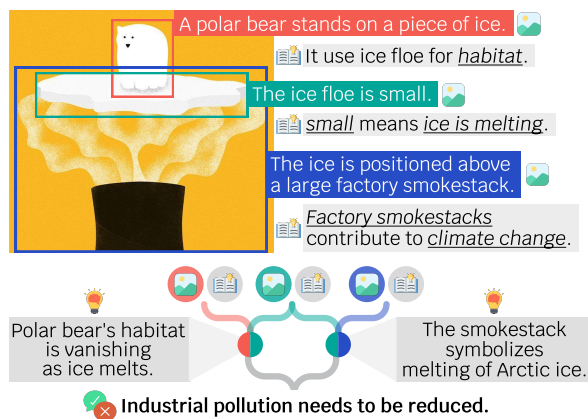 A polar bear stands on a piece of ice.
It use ice floe for habitat.
The ice floe is small.
small means ice is melting.
The ice is positioned above
a large factory smokestack.
Factory smokestacks
contribute to climate change.
Polar bear's habitat
is vanishing
as ice melts.
The smokestack
symbolizes
melting of Arctic ice.
Industrial pollution needs to be reduced.